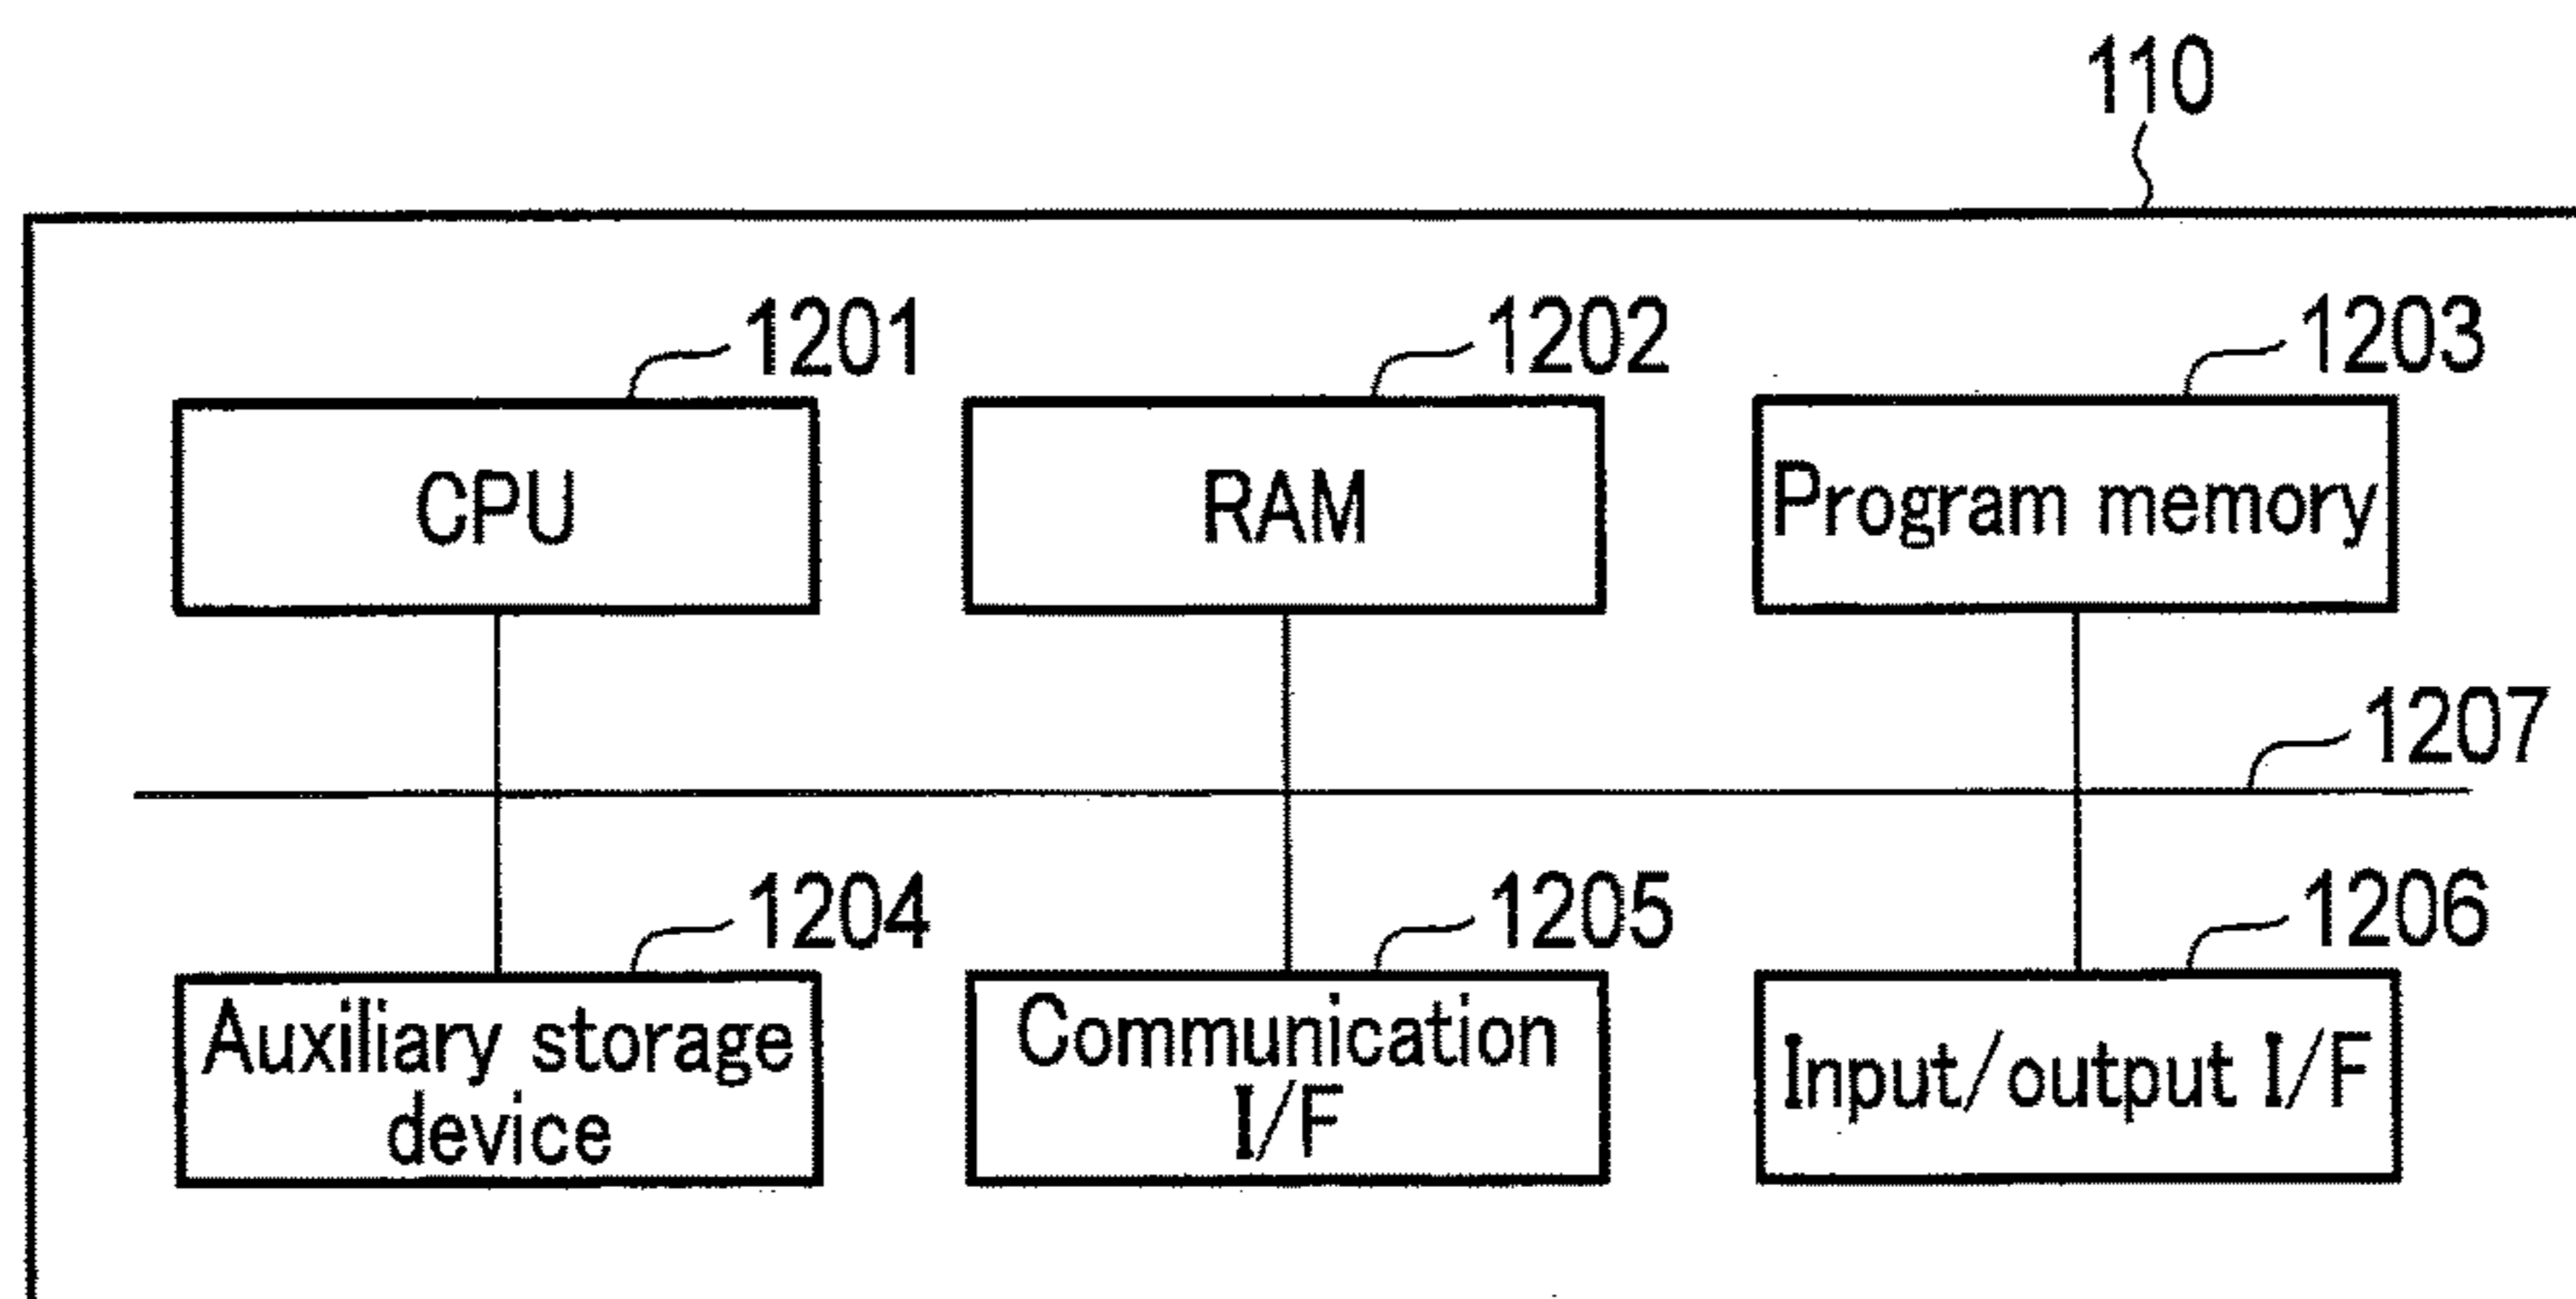 110
1201
1202
1203
CPU
RAM
Program memory
1207
1204
1205
1206
Auxiliary storage
device
Communication
I/F
Input/output I/F